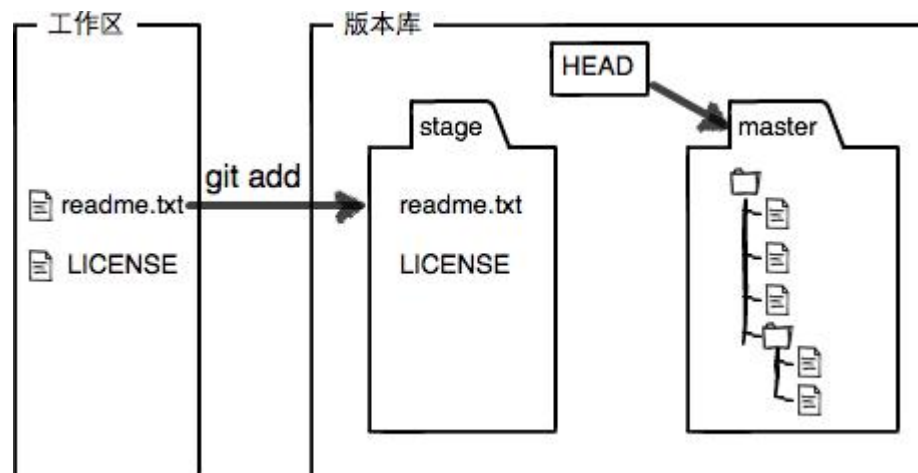 工作区
版本库
HEAD
stage
master
git add
readme.txt
readme.txt
LICENSE
LICENSE